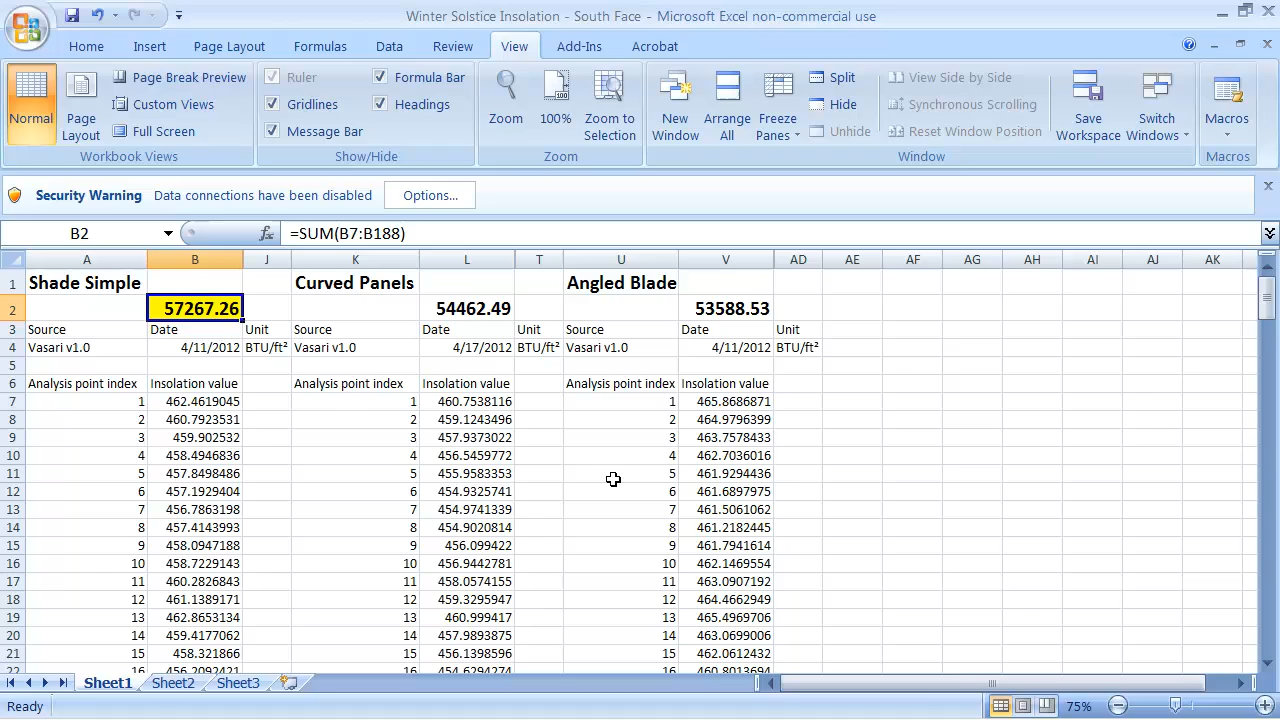 Winter Solstice Insolation - South Face - Microsoft Excel non-commercial use
Home Insert Page Layout Formulas Data Review View Add-Ins Acrobat
Normal Page Layout Page Break Preview Custom Views Full Screen
Workbook Views
Ruler Formula Bar
Gridlines Headings
Message Bar
Show/Hide
Zoom 100% Zoom to Selection
Zoom
New Window Arrange All Freeze Panes Split Hide Unhide View Side by Side Synchronous Scrolling Reset Window Position Save Workspace Switch Windows
Window
Macros
Macros
Security Warning Data connections have been disabled Options...
B2 fx =SUM(B7:B188)
A B J K L T U V AD AE AF AG AH AI AJ AK
1 Shade Simple Curved Panels Angled Blade
2 57267.26 54462.49 53588.53
3 Source Date Unit Source Date Unit Source Date Unit
4 Vasari v1.0 4/11/2012 BTU/ft² Vasari v1.0 4/17/2012 BTU/ft² Vasari v1.0 4/11/2012 BTU/ft²
5
6 Analysis point index Insolation value Analysis point index Insolation value Analysis point index Insolation value
7 1 462.4619045 1 460.7538116 1 465.8686871
8 2 460.7923531 2 459.1243496 2 464.9796399
9 3 459.902532 3 457.9373022 3 463.7578433
10 4 458.4946836 4 456.5459772 4 462.7036016
11 5 457.8498486 5 455.9583353 5 461.9294436
12 6 457.1929404 6 454.9325741 6 461.6897975
13 7 456.7863198 7 454.9741339 7 461.5061062
14 8 457.4143993 8 454.9020814 8 461.2182445
15 9 458.0947188 9 456.099422 9 461.7941614
16 10 458.7229143 10 456.9442781 10 462.1469554
17 11 460.2826834 11 458.0574155 11 463.0907192
18 12 461.1389171 12 459.3295947 12 464.4662949
19 13 462.8653134 13 460.999417 13 465.4969706
20 14 459.4177062 14 457.9893875 14 463.0699006
21 15 458.321866 15 456.1398596 15 462.0612432
22 16 456.2092421 16 454.6294274 16 460.8013694
Sheet1 Sheet2 Sheet3
Ready 75%